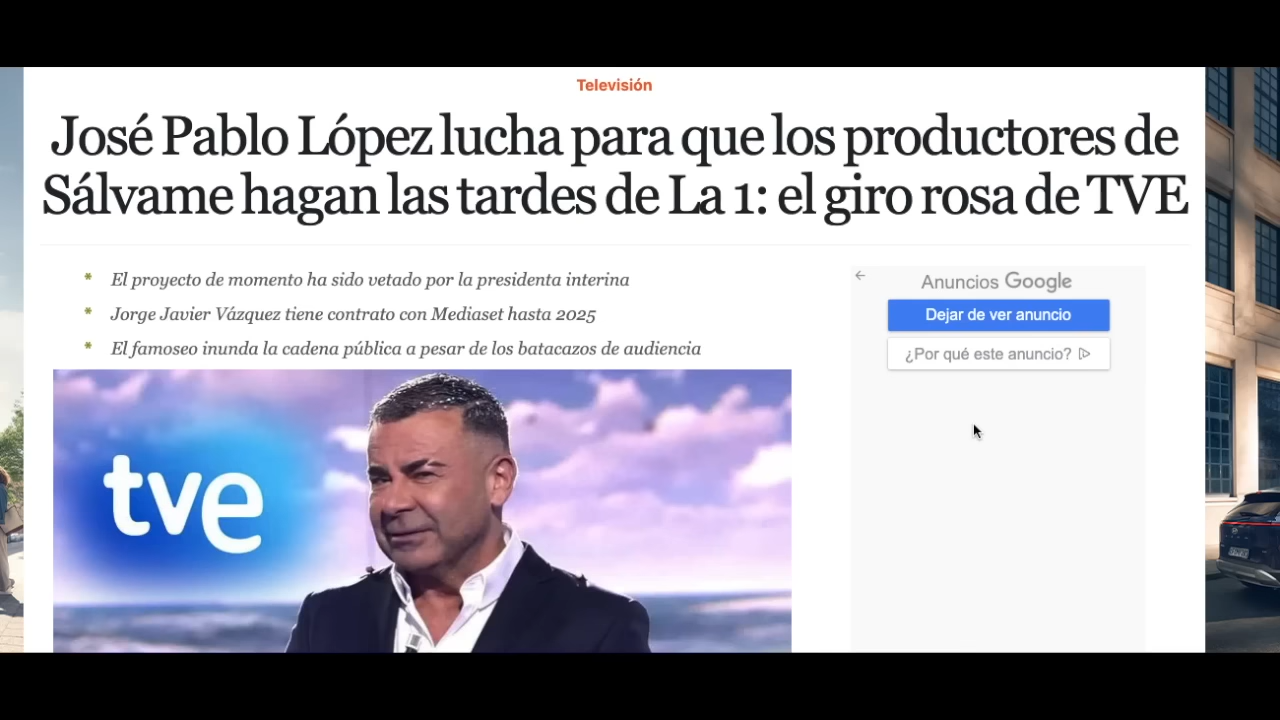 Televisión
José Pablo López lucha para que los productores de
Sálvame hagan las tardes de La 1: el giro rosa de TVE
* El proyecto de momento ha sido vetado por la presidenta interina
* Jorge Javier Vázquez tiene contrato con Mediaset hasta 2025
* El famoseo inunda la cadena pública a pesar de los batacazos de audiencia
Anuncios Google
Dejar de ver anuncio
¿Por qué este anuncio?
tve